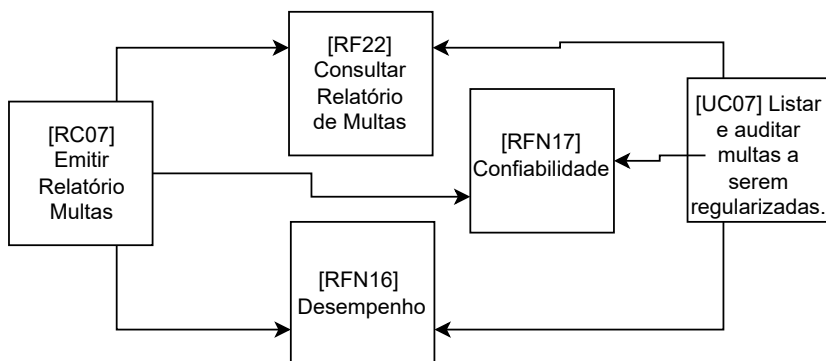 [RF22]
Consultar
Relatório
de Multas
[RC07]
Emitir
Relatório
Multas
[RFN17]
Confiabilidade
[UC07] Listar
e auditar
multas a
serem
regularizadas.
[RFN16]
Desempenho